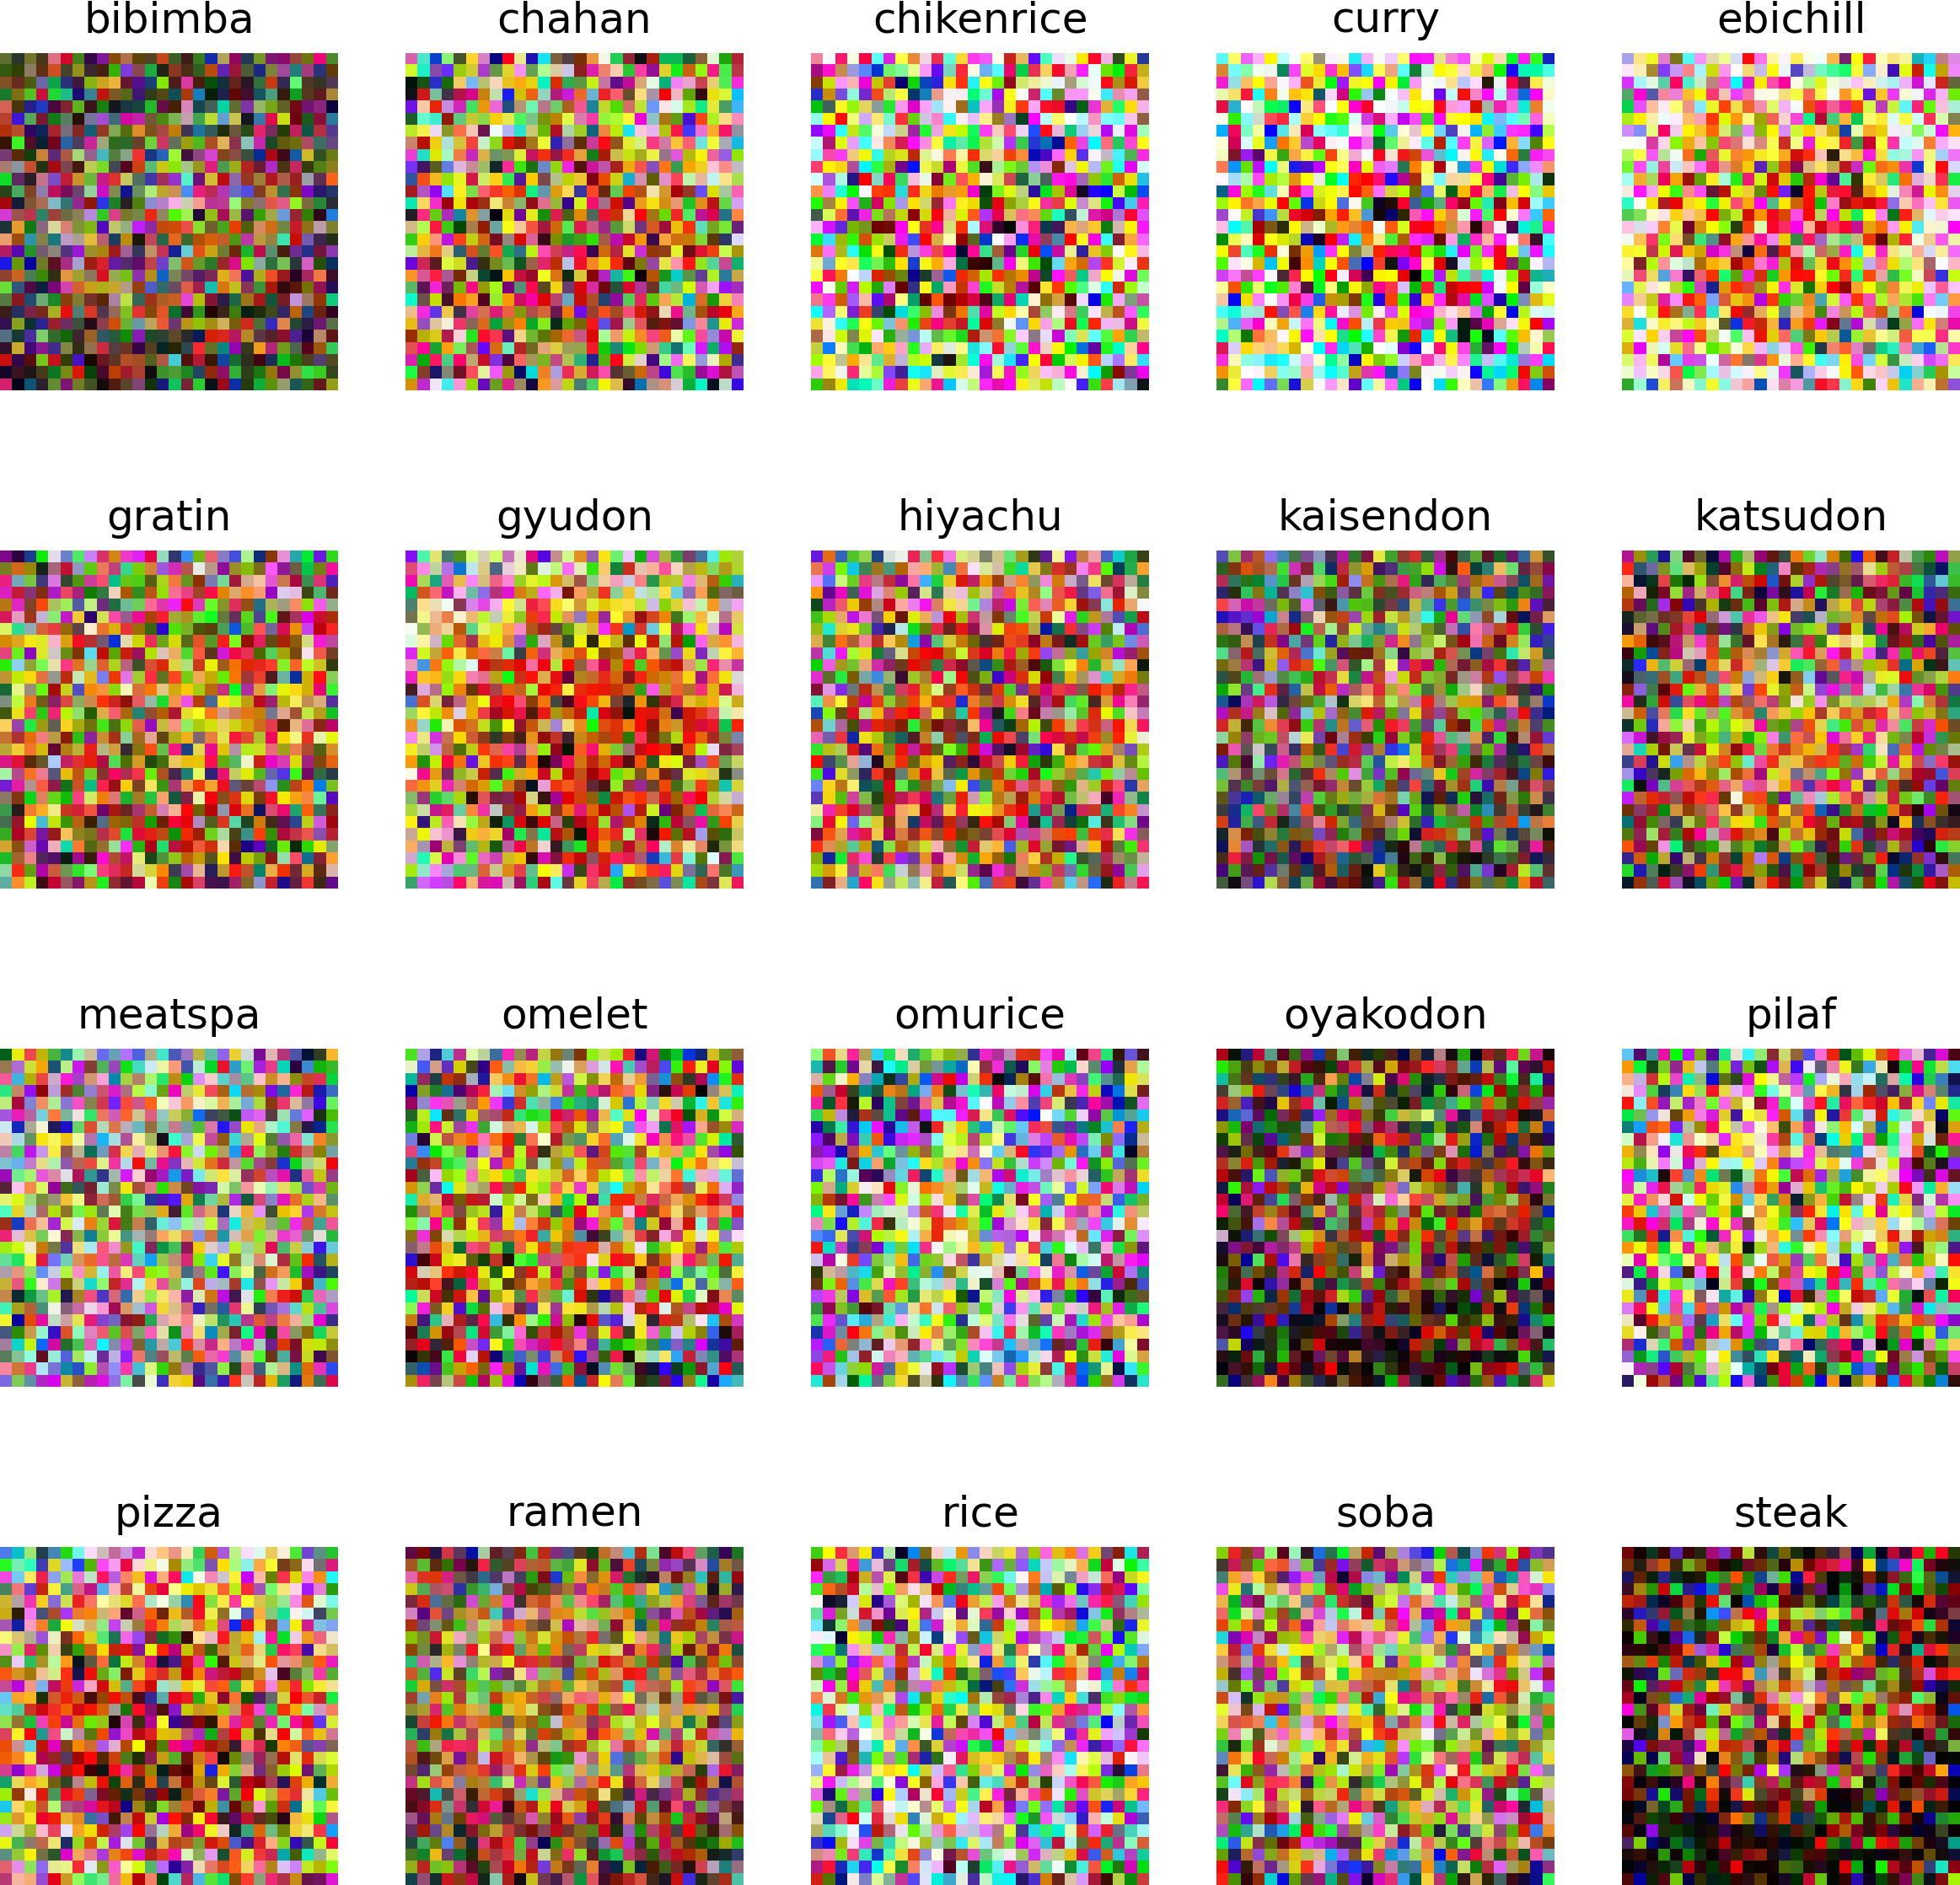 bibimba chahan chikenrice curry ebichill
gratin gyudon hiyachu kaisendon katsudon
meatspa omelet omurice oyakodon pilaf
pizza ramen rice soba steak